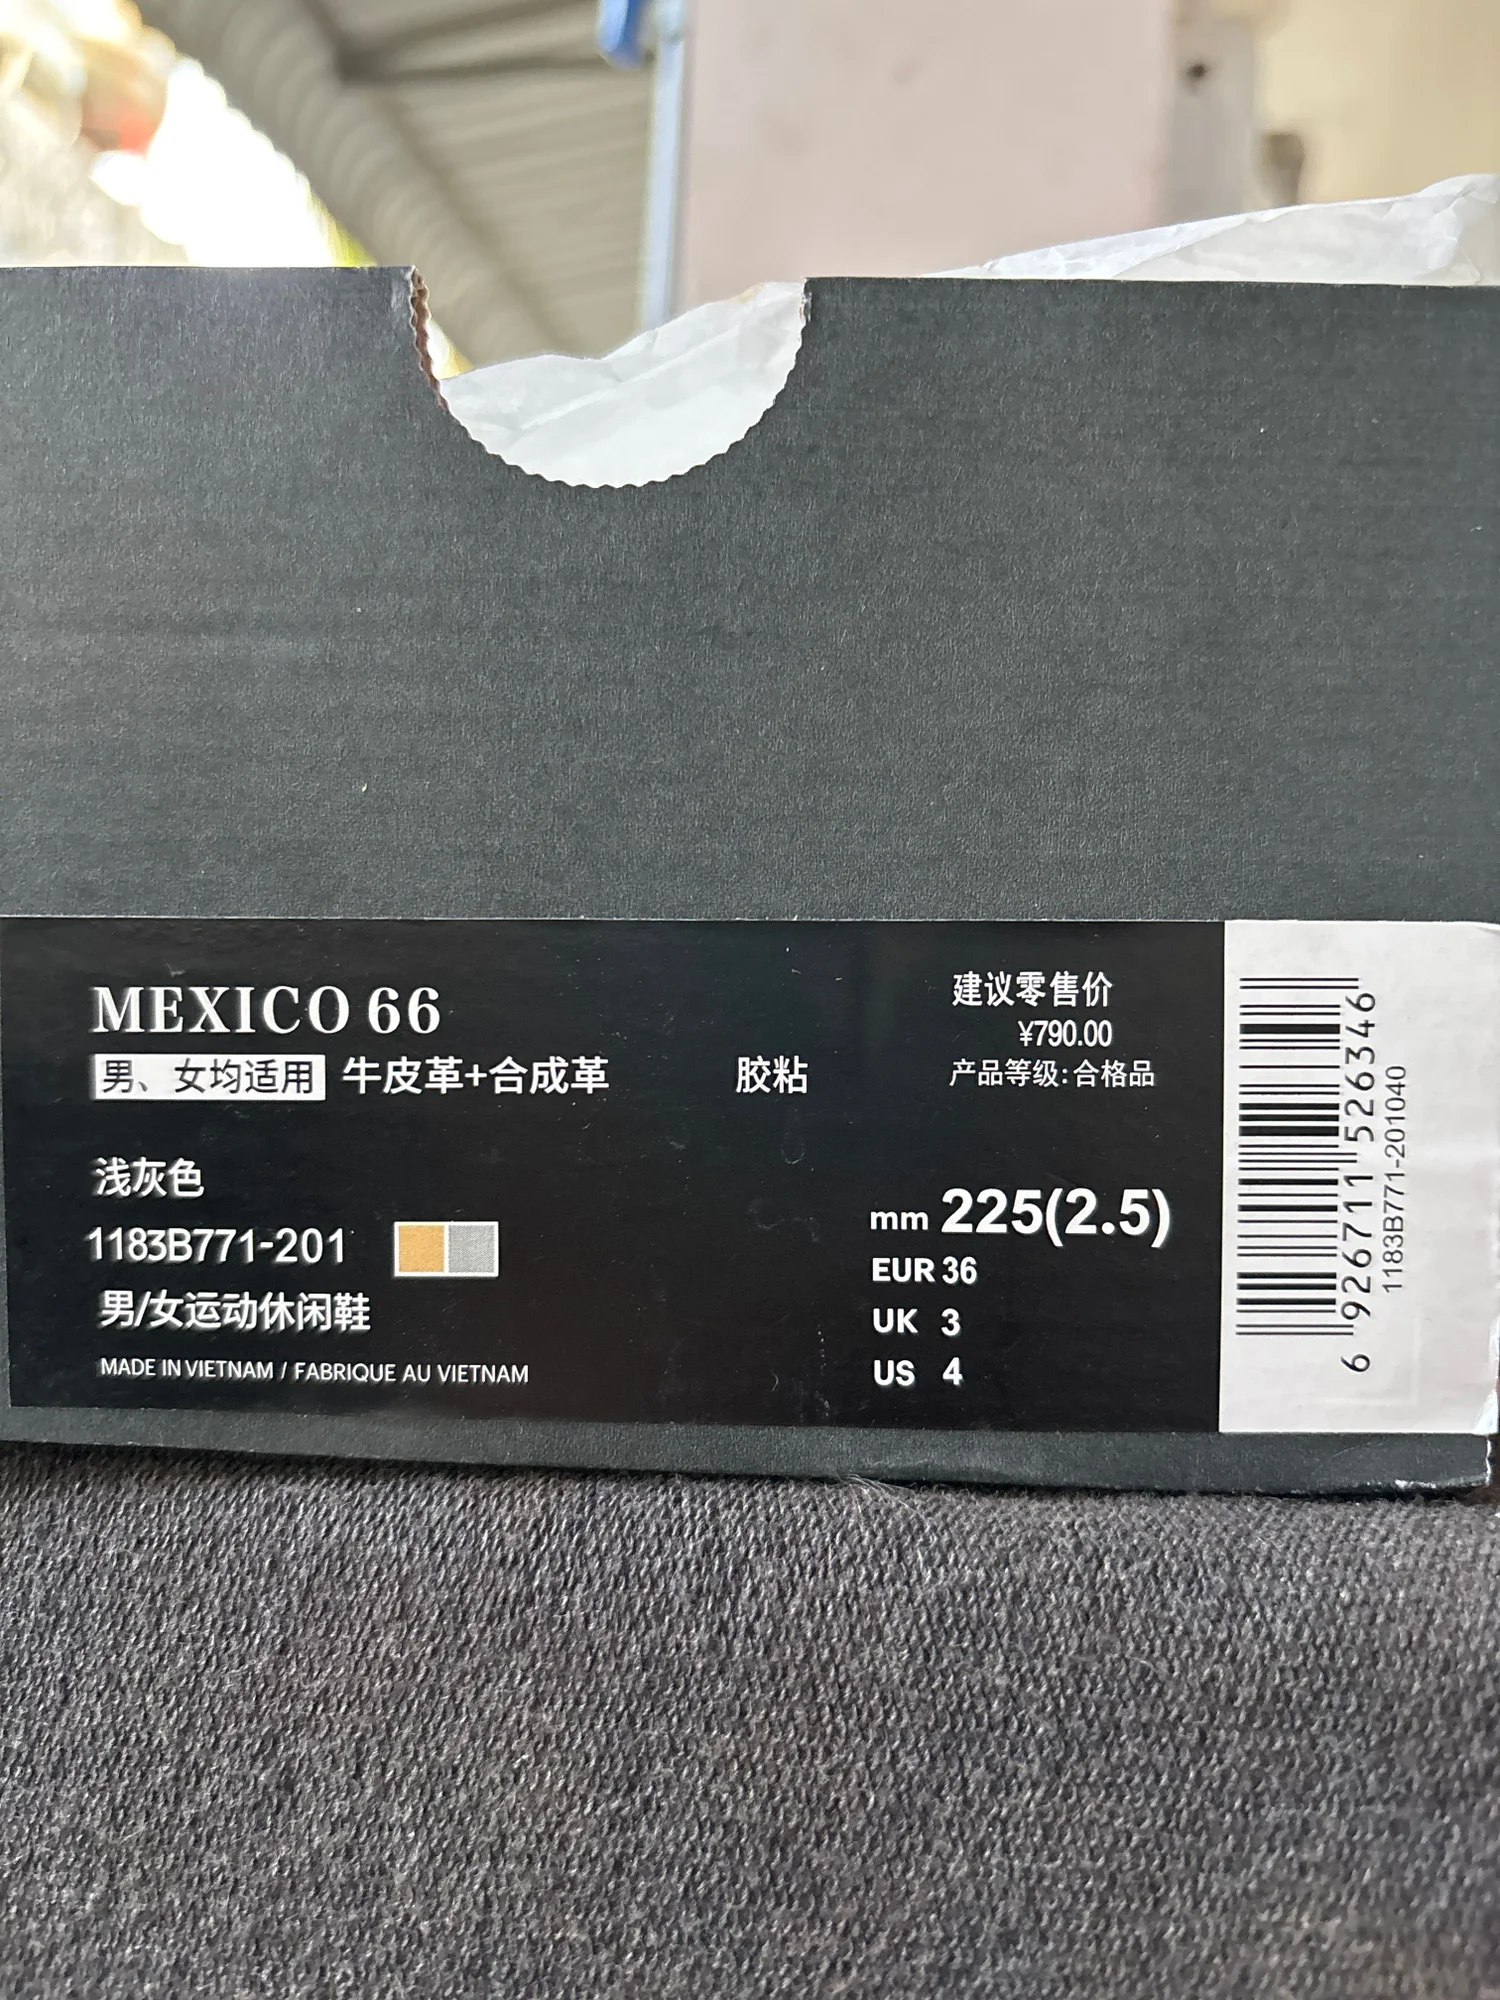 MEXICO 66
男、女均适用 牛皮革+合成革 胶粘
建议零售价
¥790.00
产品等级:合格品
浅灰色
1183B771-201
男/女运动休闲鞋
MADE IN VIETNAM / FABRIQUE AU VIETNAM
mm 225(2.5)
EUR 36
UK 3
US 4
6 926711 526346
1183B771-201040